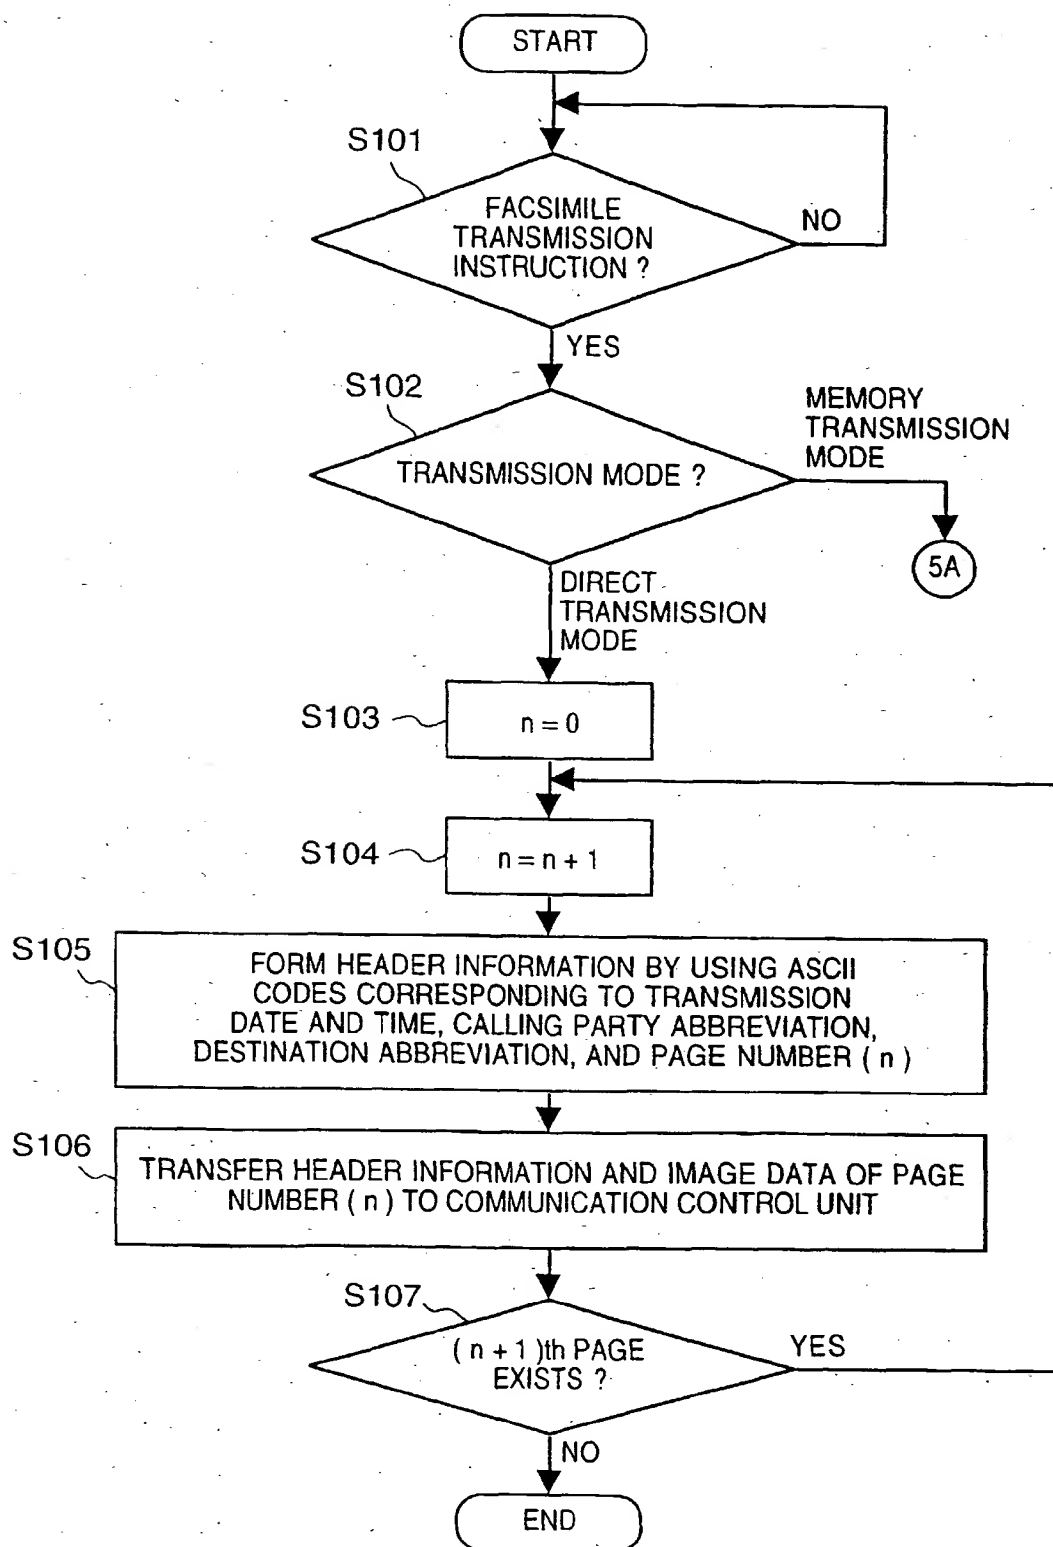 START
S101
FACSIMILE
TRANSMISSION
INSTRUCTION ?
NO
YES
S102
TRANSMISSION MODE ?
MEMORY
TRANSMISSION
MODE
5A
DIRECT
TRANSMISSION
MODE
S103
n = 0
S104
n = n + 1
S105
FORM HEADER INFORMATION BY USING ASCII
CODES CORRESPONDING TO TRANSMISSION
DATE AND TIME, CALLING PARTY ABBREVIATION,
DESTINATION ABBREVIATION, AND PAGE NUMBER ( n )
S106
TRANSFER HEADER INFORMATION AND IMAGE DATA OF PAGE
NUMBER ( n ) TO COMMUNICATION CONTROL UNIT
S107
( n + 1 )th PAGE
EXISTS ?
YES
NO
END